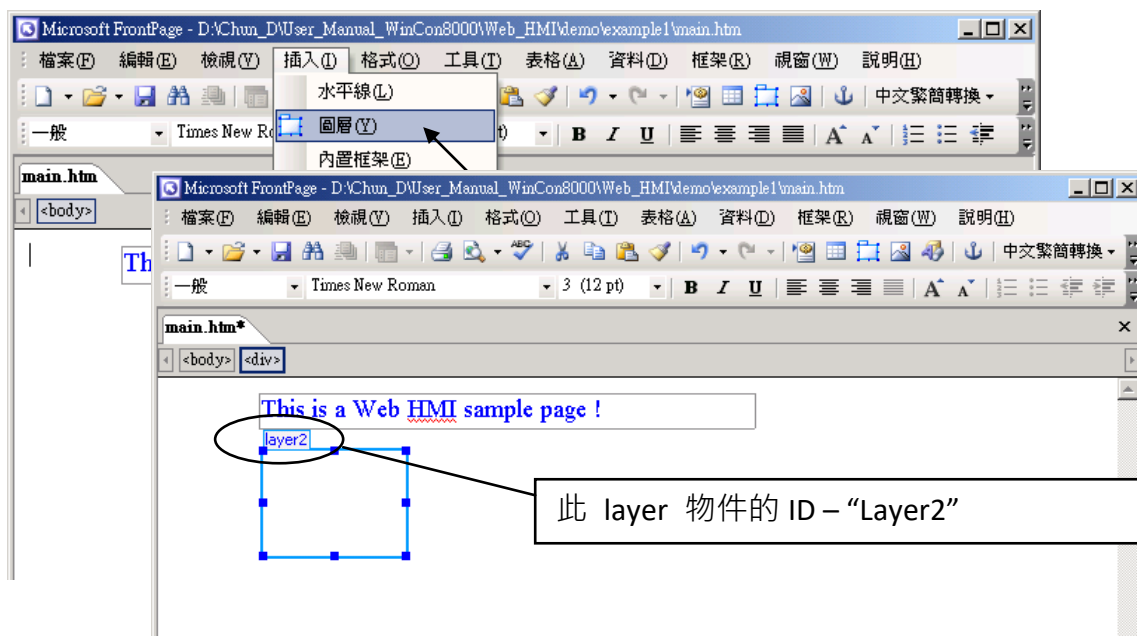 Microsoft FrontPage - D:\Chun_D\User_Manual_WinCon8000\Web_HMI\demo\example1\main.htm
檔案(F) 編輯(E) 檢視(V) 插入(I) 格式(O) 工具(T) 表格(A) 資料(D) 框架(R) 視窗(W) 說明(H)
水平線(L) 中文繁簡轉換
一般 Times New B I U A A
圖層(Y)
內置框架(E)
main.htm
<body>
Th
Microsoft FrontPage - D:\Chun_D\User_Manual_WinCon8000\Web_HMI\demo\example1\main.htm
檔案(F) 編輯(E) 檢視(V) 插入(I) 格式(O) 工具(T) 表格(A) 資料(D) 框架(R) 視窗(W) 說明(H)
ABC 中文繁簡轉換
一般 Times New Roman 3 (12 pt) B I U A A
main.htm*
<body> <div>
This is a Web HMI sample page !
layer2
此 layer 物件的 ID – “Layer2”